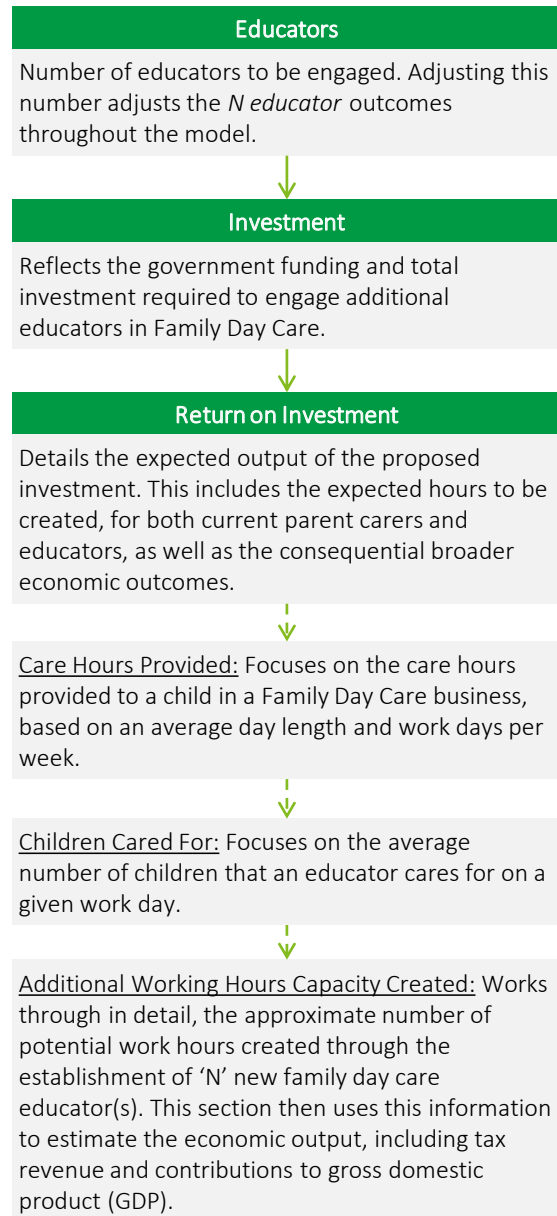 Educators
Number of educators to be engaged. Adjusting this
number adjusts the N educator outcomes
throughout the model.
Investment
Reflects the government funding and total
investment required to engage additional
educators in Family Day Care.
Return on Investment
Details the expected output of the proposed
investment. This includes the expected hours to be
created, for both current parent carers and
educators, as well as the consequential broader
economic outcomes.
Care Hours Provided: Focuses on the care hours
provided to a child in a Family Day Care business,
based on an average day length and work days per
week.
Children Cared For: Focuses on the average
number of children that an educator cares for on a
given work day.
Additional Working Hours Capacity Created: Works
through in detail, the approximate number of
potential work hours created through the
establishment of ‘N’ new family day care
educator(s). This section then uses this information
to estimate the economic output, including tax
revenue and contributions to gross domestic
product (GDP).